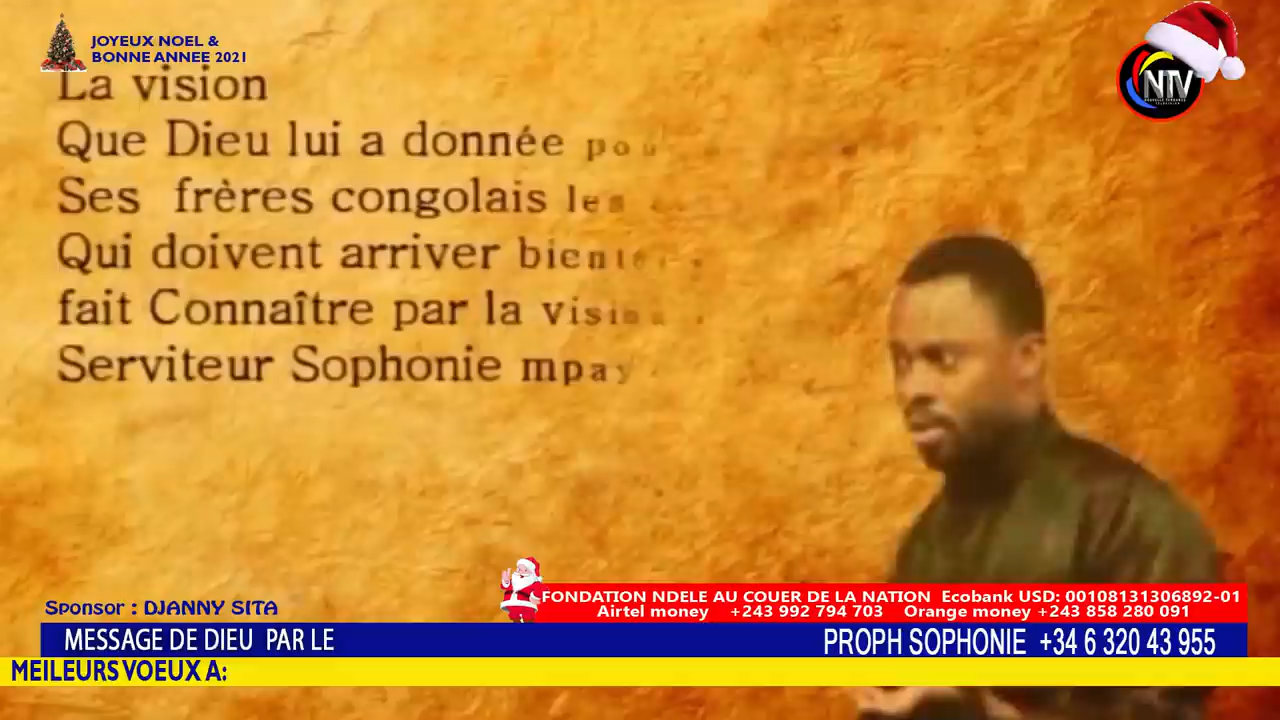 JOYEUX NOEL &
BONNE ANNEE 2021
NTV
La vision
Que Dieu lui a donnée
Ses frères congolais les
Qui doivent arriver
fait Connaître par la
Serviteur Sophonie
Sponsor : DJANNY SITA
FONDATION NDELE AU COUER DE LA NATION Ecobank USD: 00108131306892-01
Airtel money +243 992 794 703 Orange money +243 858 280 091
MESSAGE DE DIEU PAR LE PROPH SOPHONIE +34 6 320 43 955
MEILEURS VOEUX A: